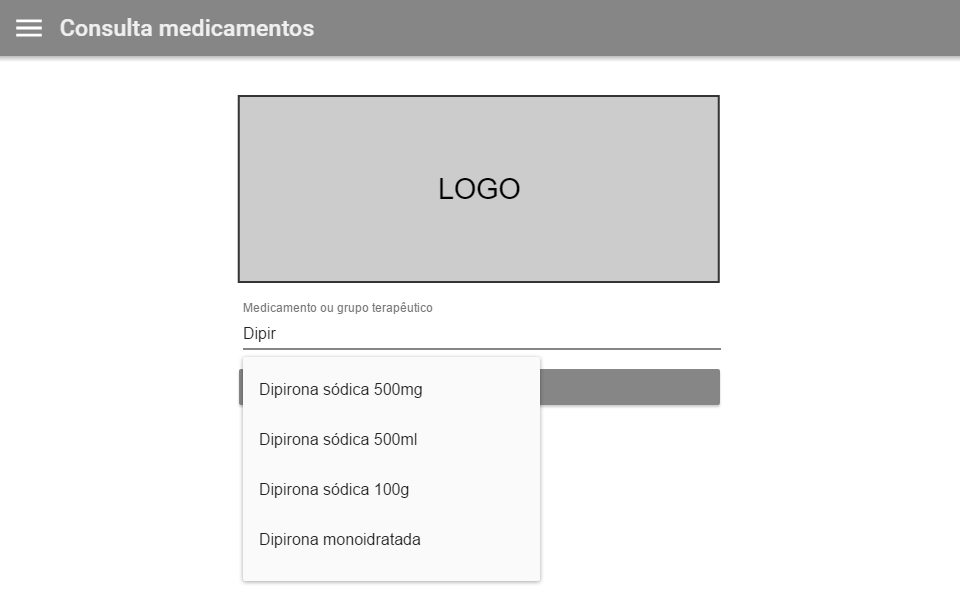 Consulta medicamentos
LOGO
Medicamento ou grupo terapêutico
Dipir
Dipirona sódica 500mg
Dipirona sódica 500ml
Dipirona sódica 100g
Dipirona monoidratada